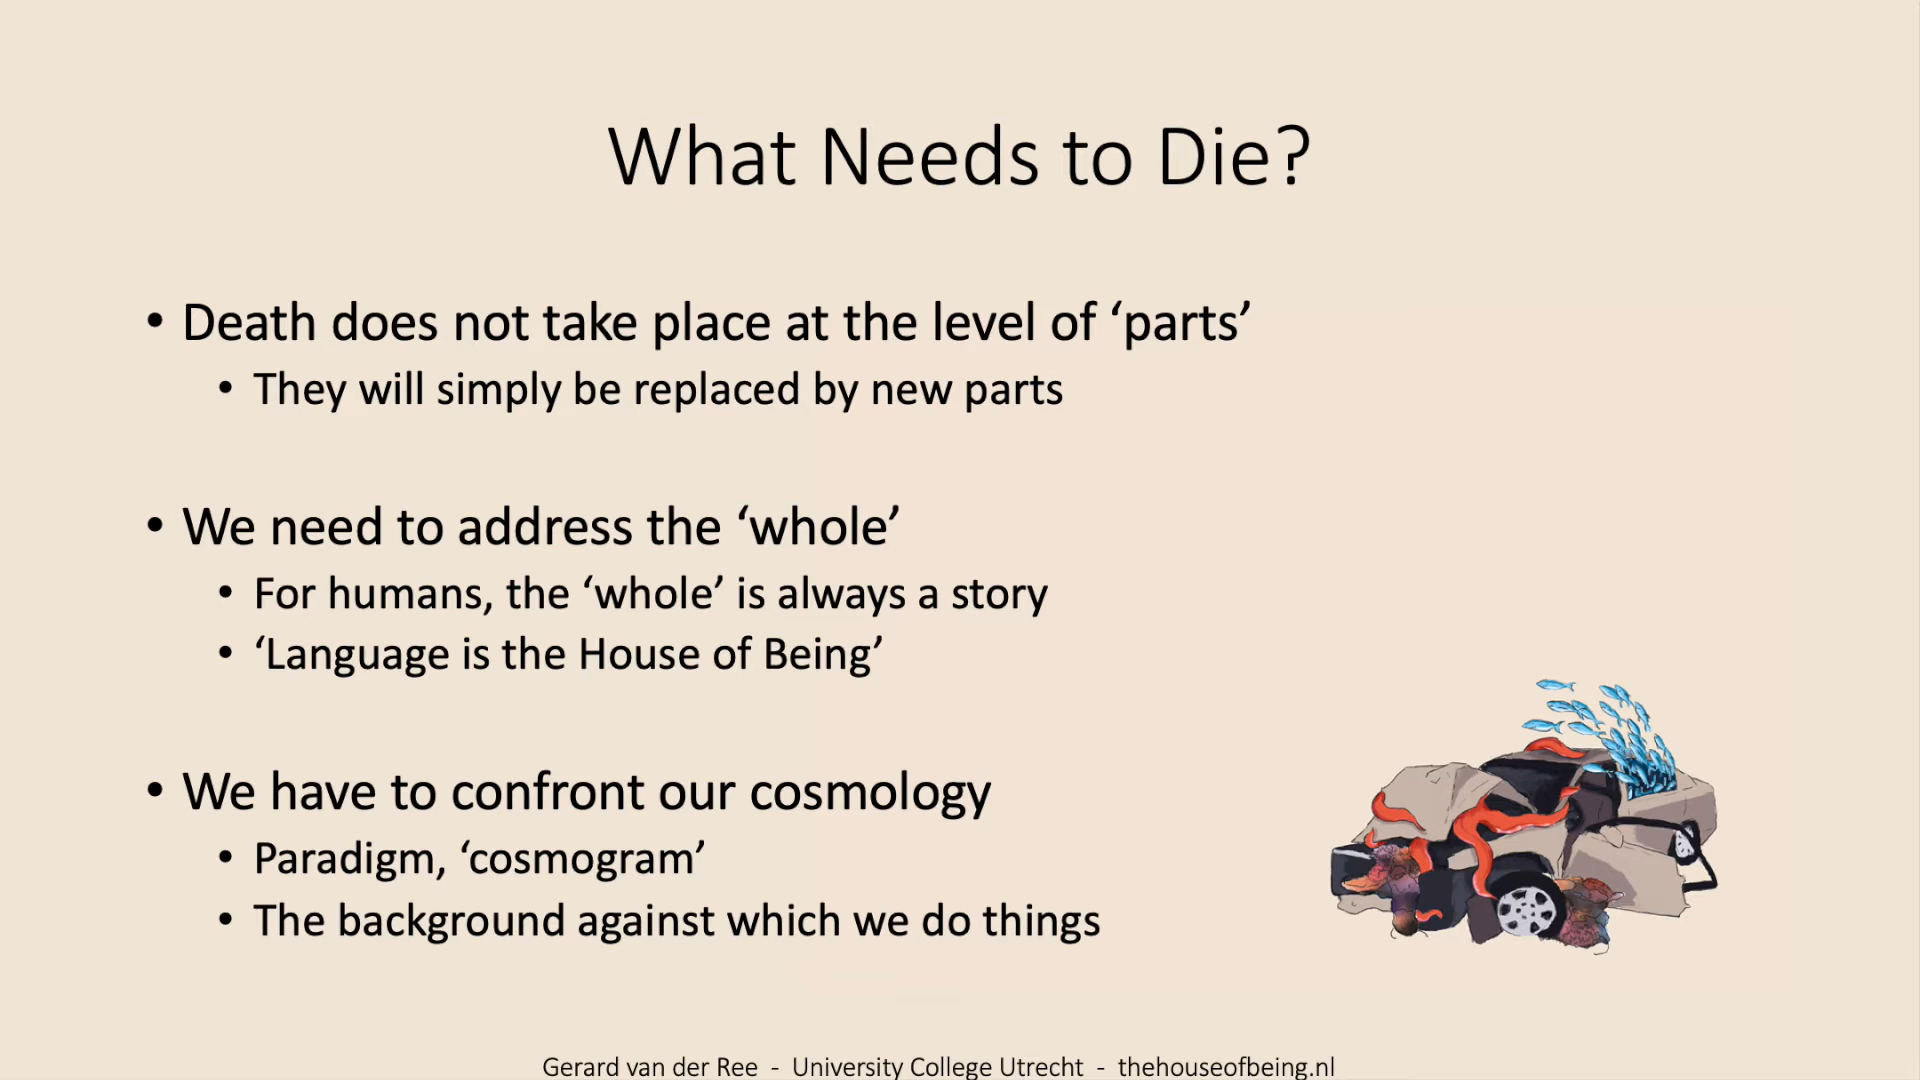 What Needs to Die?
• Death does not take place at the level of ‘parts’
• They will simply be replaced by new parts
• We need to address the ‘whole’
• For humans, the ‘whole’ is always a story
• ‘Language is the House of Being’
• We have to confront our cosmology
• Paradigm, ‘cosmogram’
• The background against which we do things
Gerard van der Ree - University College Utrecht - thehouseofbeing.nl